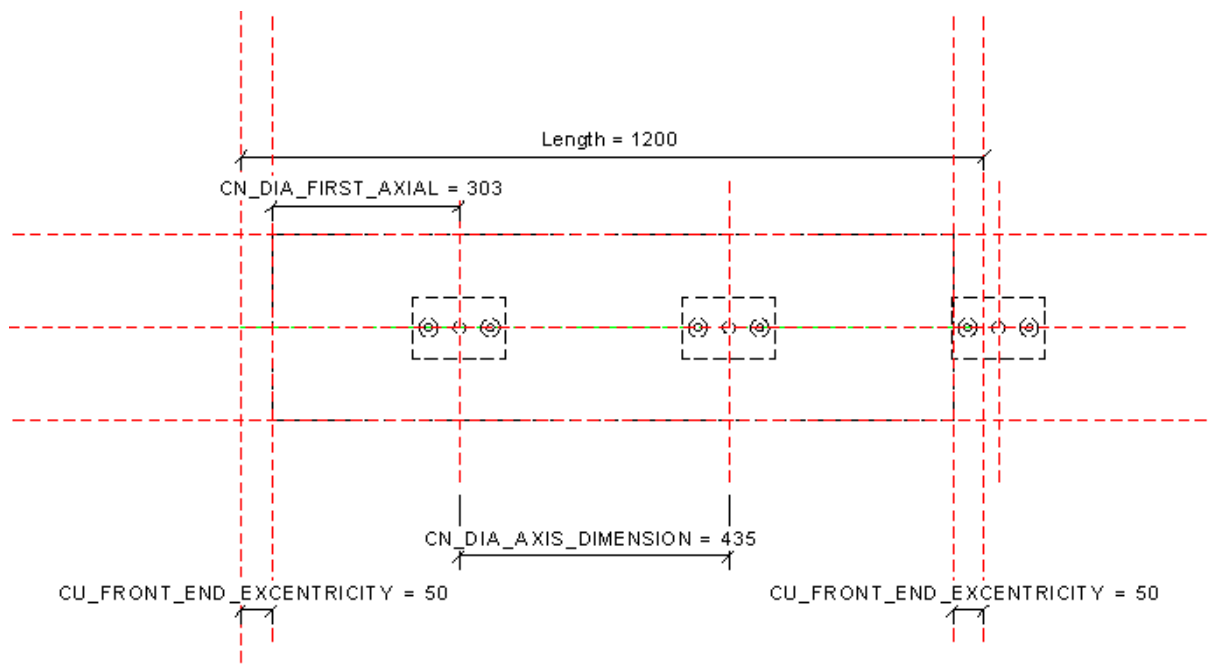 Length = 1200
CN_DIA_FIRST_AXIAL = 303
CN_DIA_AXIS_DIMENSION = 435
CU_FRONT_END_EXCENTRICITY = 50
CU_FRONT_END_EXCENTRICITY = 50